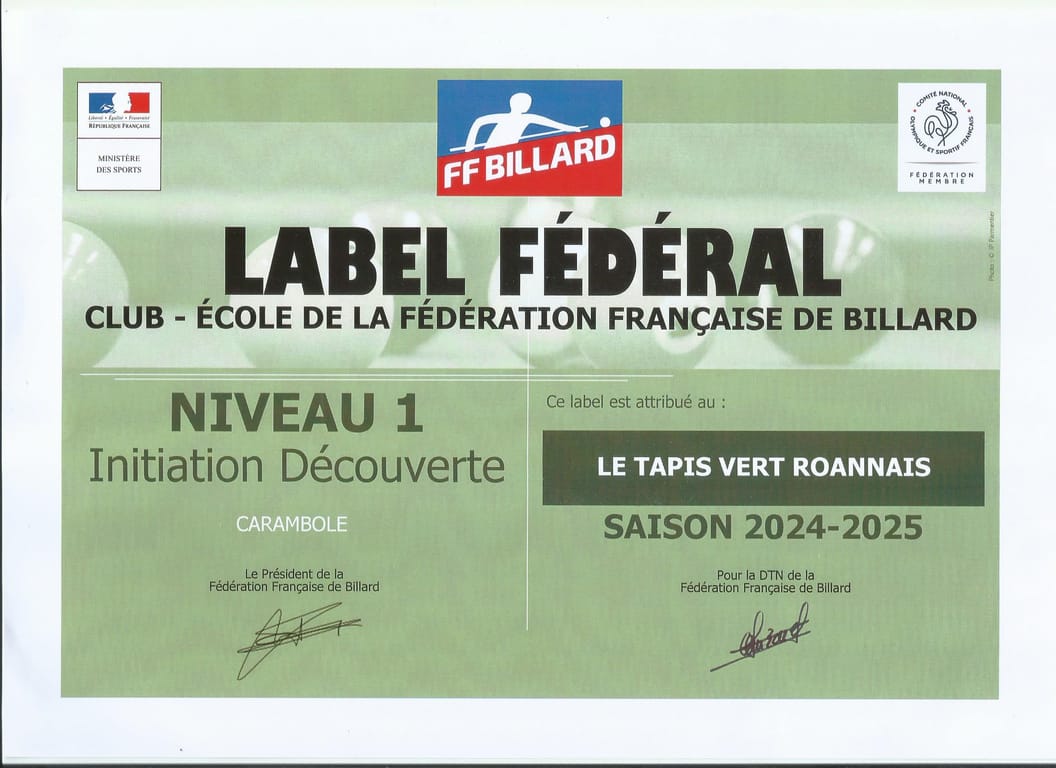 Liberté • Égalité • Fraternité
RÉPUBLIQUE FRANÇAISE
MINISTÈRE
DES SPORTS
FF BILLARD
COMITÉ NATIONAL
OLYMPIQUE ET SPORTIF FRANÇAIS
FÉDÉRATION
MEMBRE
Photo : © JP Parmentier
LABEL FÉDÉRAL
CLUB - ÉCOLE DE LA FÉDÉRATION FRANÇAISE DE BILLARD
NIVEAU 1
Initiation Découverte
CARAMBOLE
Le Président de la
Fédération Française de Billard
Ce label est attribué au :
LE TAPIS VERT ROANNAIS
SAISON 2024-2025
Pour la DTN de la
Fédération Française de Billard